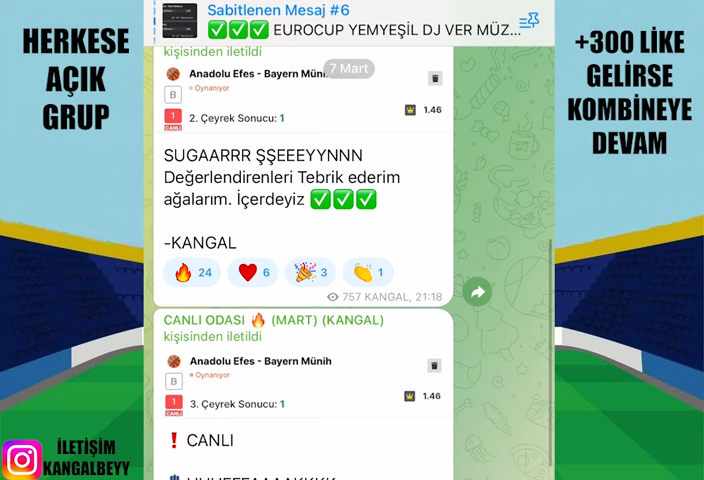 HERKESE
AÇIK
GRUP
+300 LİKE
GELİRSE
KOMBİNEYE
DEVAM
Sabitlenen Mesaj #6
✅✅✅ EUROCUP YEMYEŞİL DJ VER MÜZ...
kişisinden iletildi
7 Mart
Anadolu Efes - Bayern Münih
Oynanıyor
B
1
CANLI
2. Çeyrek Sonucu: 1
1.46
SUGAARRR ŞŞEEEYYNNN
Değerlendirenleri Tebrik ederim
ağalarım. İçerdeyiz ✅✅✅
-KANGAL
🔥 24 ❤️ 6 🎉 3 👏 1
757 KANGAL, 21:18
CANLI ODASI 🔥 (MART) (KANGAL)
kişisinden iletildi
Anadolu Efes - Bayern Münih
Oynanıyor
B
1
CANLI
3. Çeyrek Sonucu: 1
1.46
❗ CANLI
İLETİŞİM
KANGALBEYY